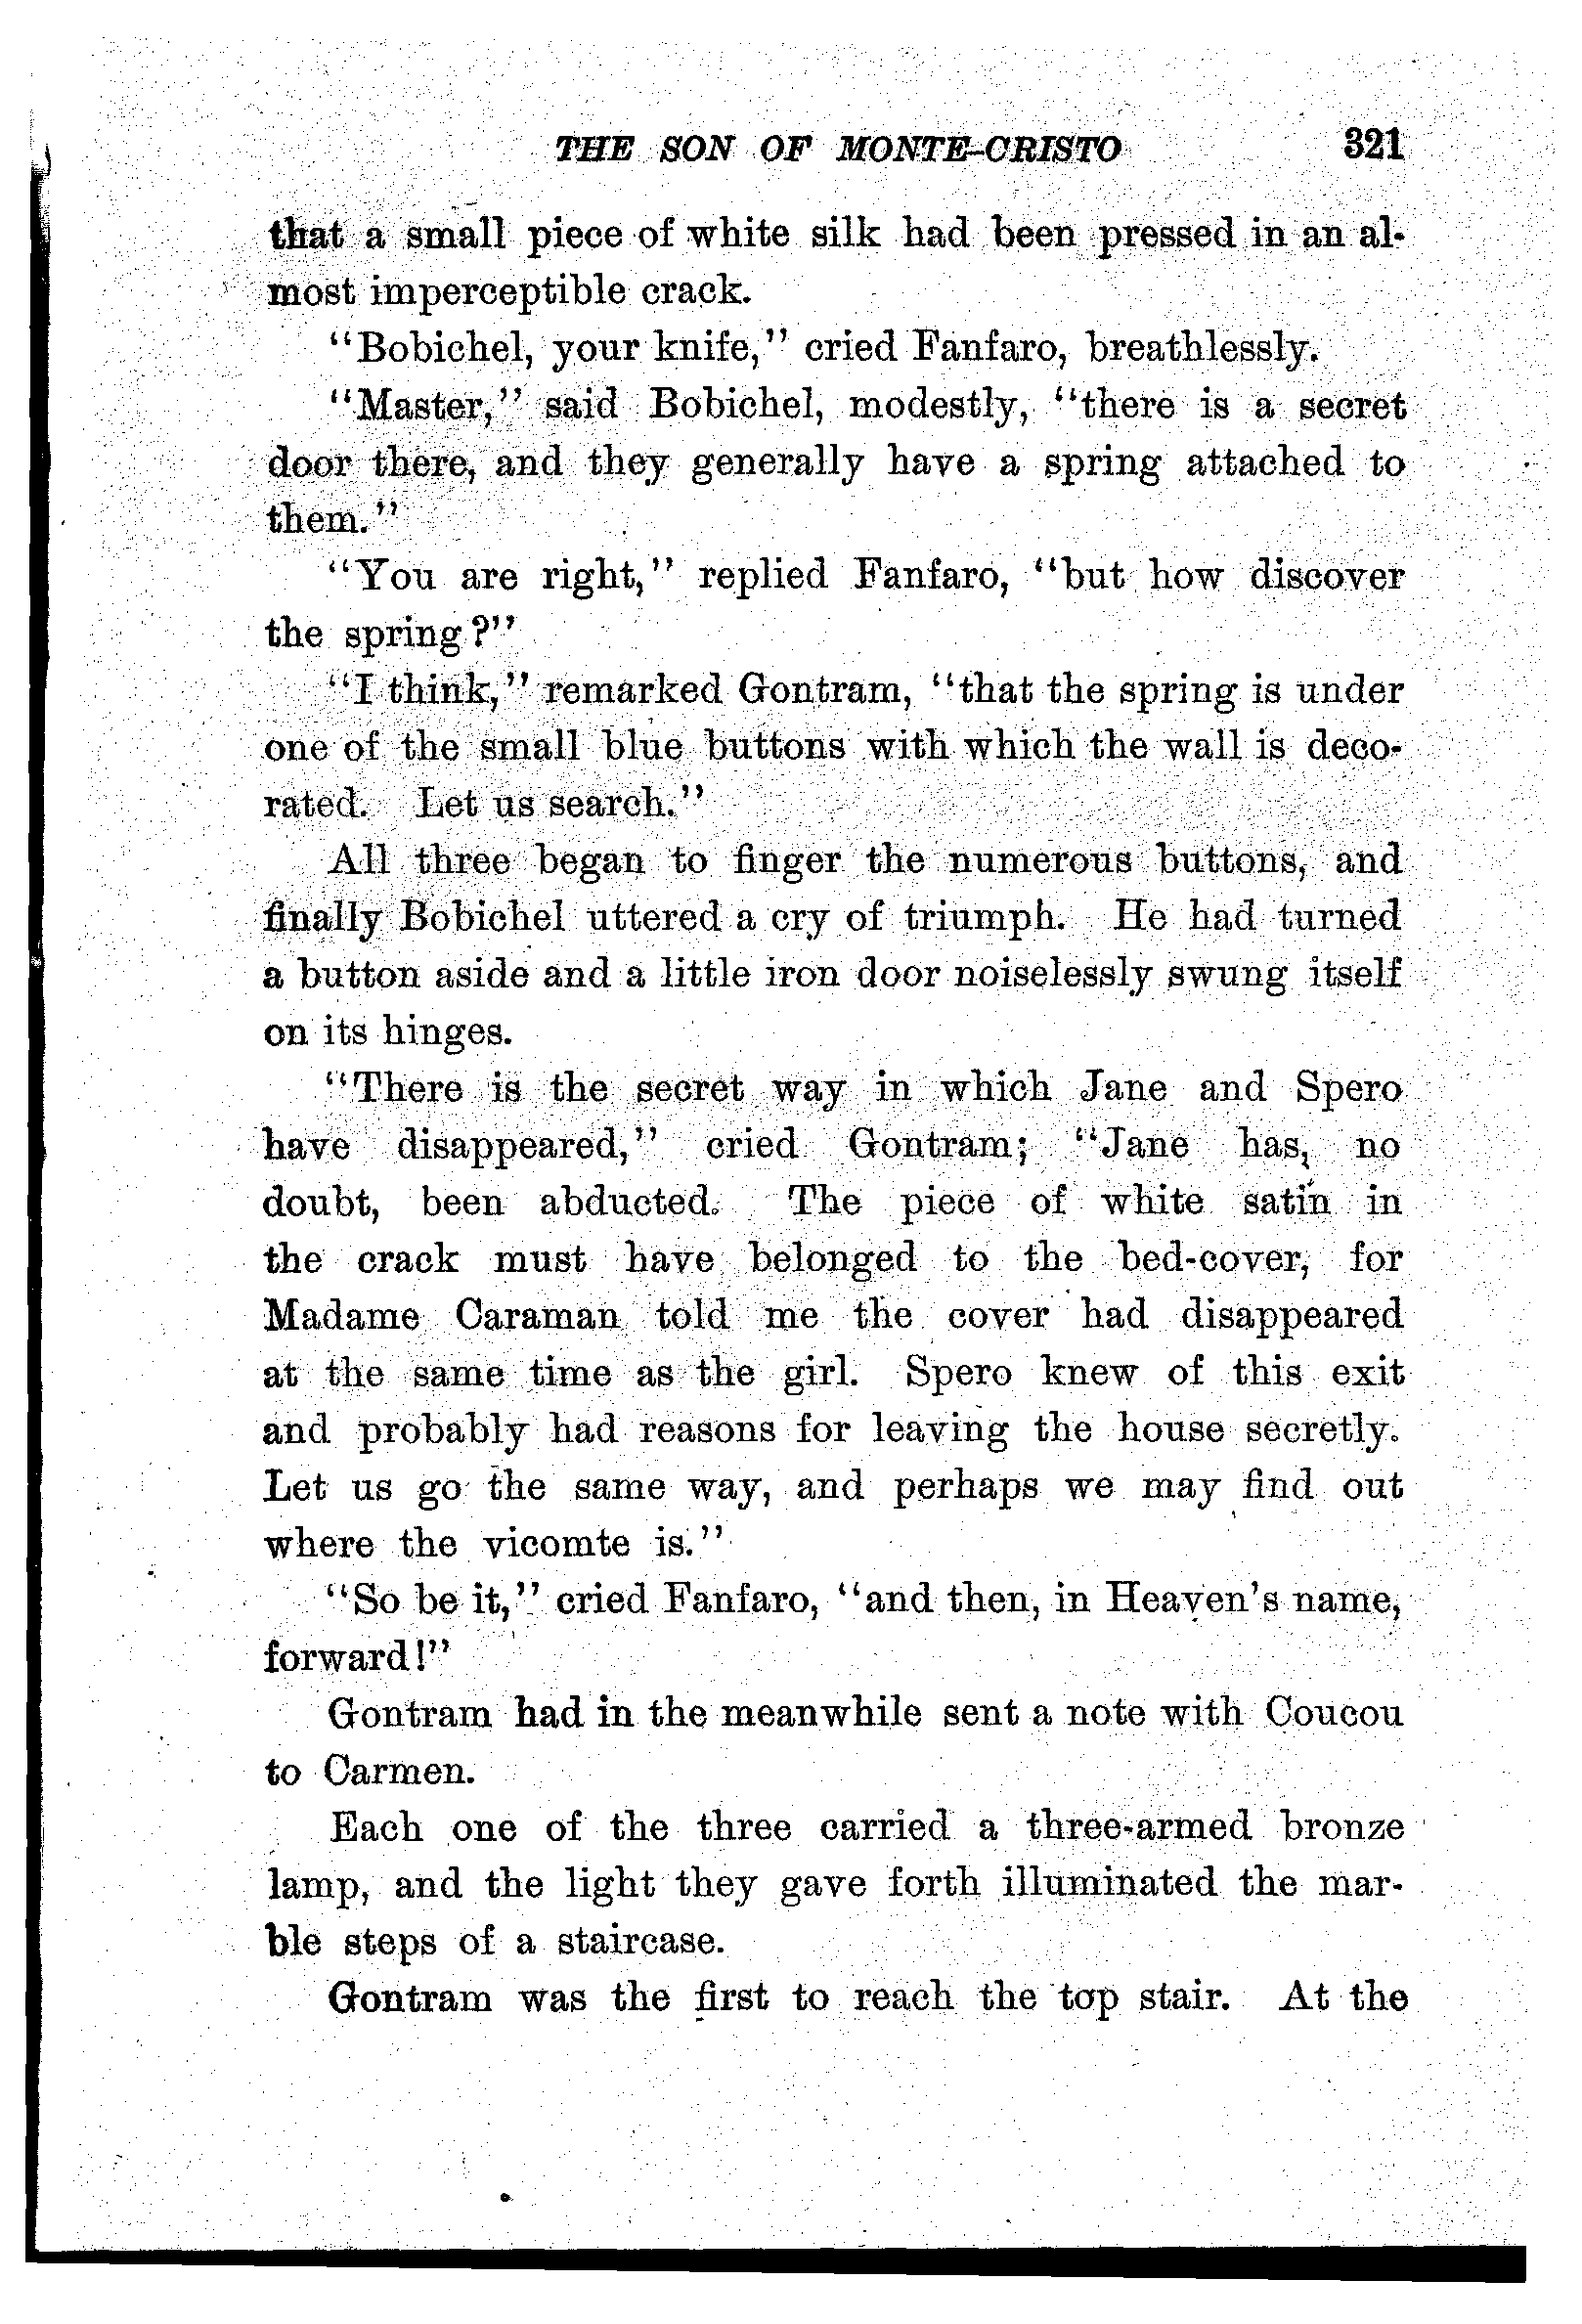 THE SON OF MONTE-CRISTO 321
that a small piece of white silk had been pressed in an al-
most imperceptible crack.
"Bobichel, your knife," cried Fanfaro, breathlessly.
"Master," said Bobichel, modestly, "there is a secret
door there, and they generally have a spring attached to
them."
"You are right," replied Fanfaro, "but how discover
the spring?"
"I think," remarked Gontram, "that the spring is under
one of the small blue buttons with which the wall is deco-
rated. Let us search."
All three began to finger the numerous buttons, and
finally Bobichel uttered a cry of triumph. He had turned
a button aside and a little iron door noiselessly swung itself
on its hinges.
"There is the secret way in which Jane and Spero
have disappeared," cried Gontram; "Jane has, no
doubt, been abducted. The piece of white satin in
the crack must have belonged to the bed-cover, for
Madame Caraman told me the cover had disappeared
at the same time as the girl. Spero knew of this exit
and probably had reasons for leaving the house secretly.
Let us go the same way, and perhaps we may find out
where the vicomte is."
"So be it," cried Fanfaro, "and then, in Heaven's name,
forward!"
Gontram had in the meanwhile sent a note with Coucou
to Carmen.
Each one of the three carried a three-armed bronze
lamp, and the light they gave forth illuminated the mar-
ble steps of a staircase.
Gontram was the first to reach the top stair. At the